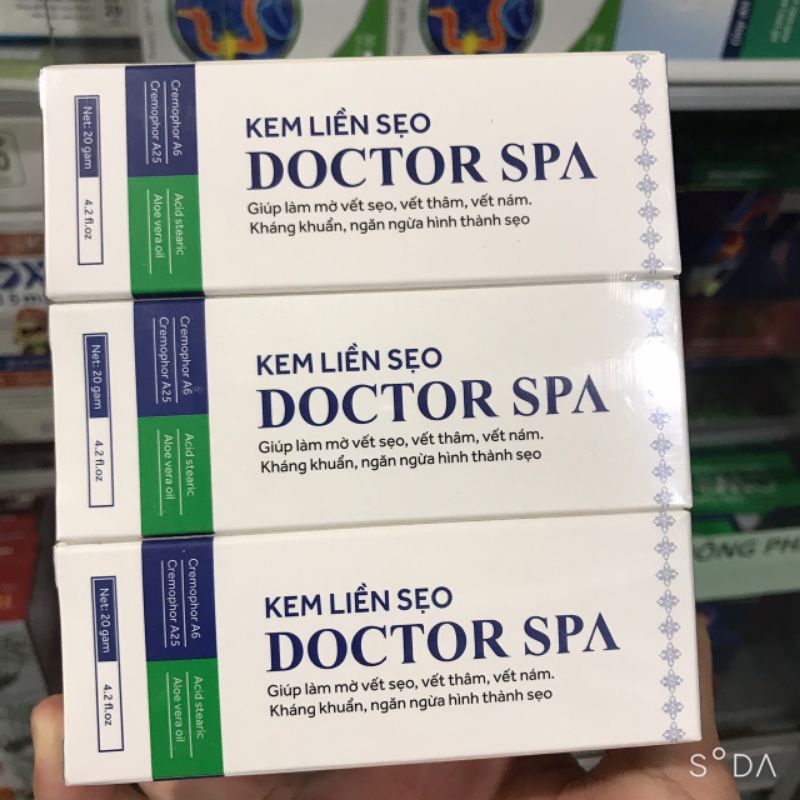 Net: 20 gam
4.2 fl.oz
Cremophor A6
Cremophor A25
Acid stearic
Aloe vera oil
KEM LIỀN SẸO
DOCTOR SPA
Giúp làm mờ vết sẹo, vết thâm, vết nám.
Kháng khuẩn, ngăn ngừa hình thành sẹo
Net: 20 gam
4.2 fl.oz
Cremophor A6
Cremophor A25
Acid stearic
Aloe vera oil
KEM LIỀN SẸO
DOCTOR SPA
Giúp làm mờ vết sẹo, vết thâm, vết nám.
Kháng khuẩn, ngăn ngừa hình thành sẹo
Net: 20 gam
4.2 fl.oz
Cremophor A6
Cremophor A25
Acid stearic
Aloe vera oil
KEM LIỀN SẸO
DOCTOR SPA
Giúp làm mờ vết sẹo, vết thâm, vết nám.
Kháng khuẩn, ngăn ngừa hình thành sẹo
SODA